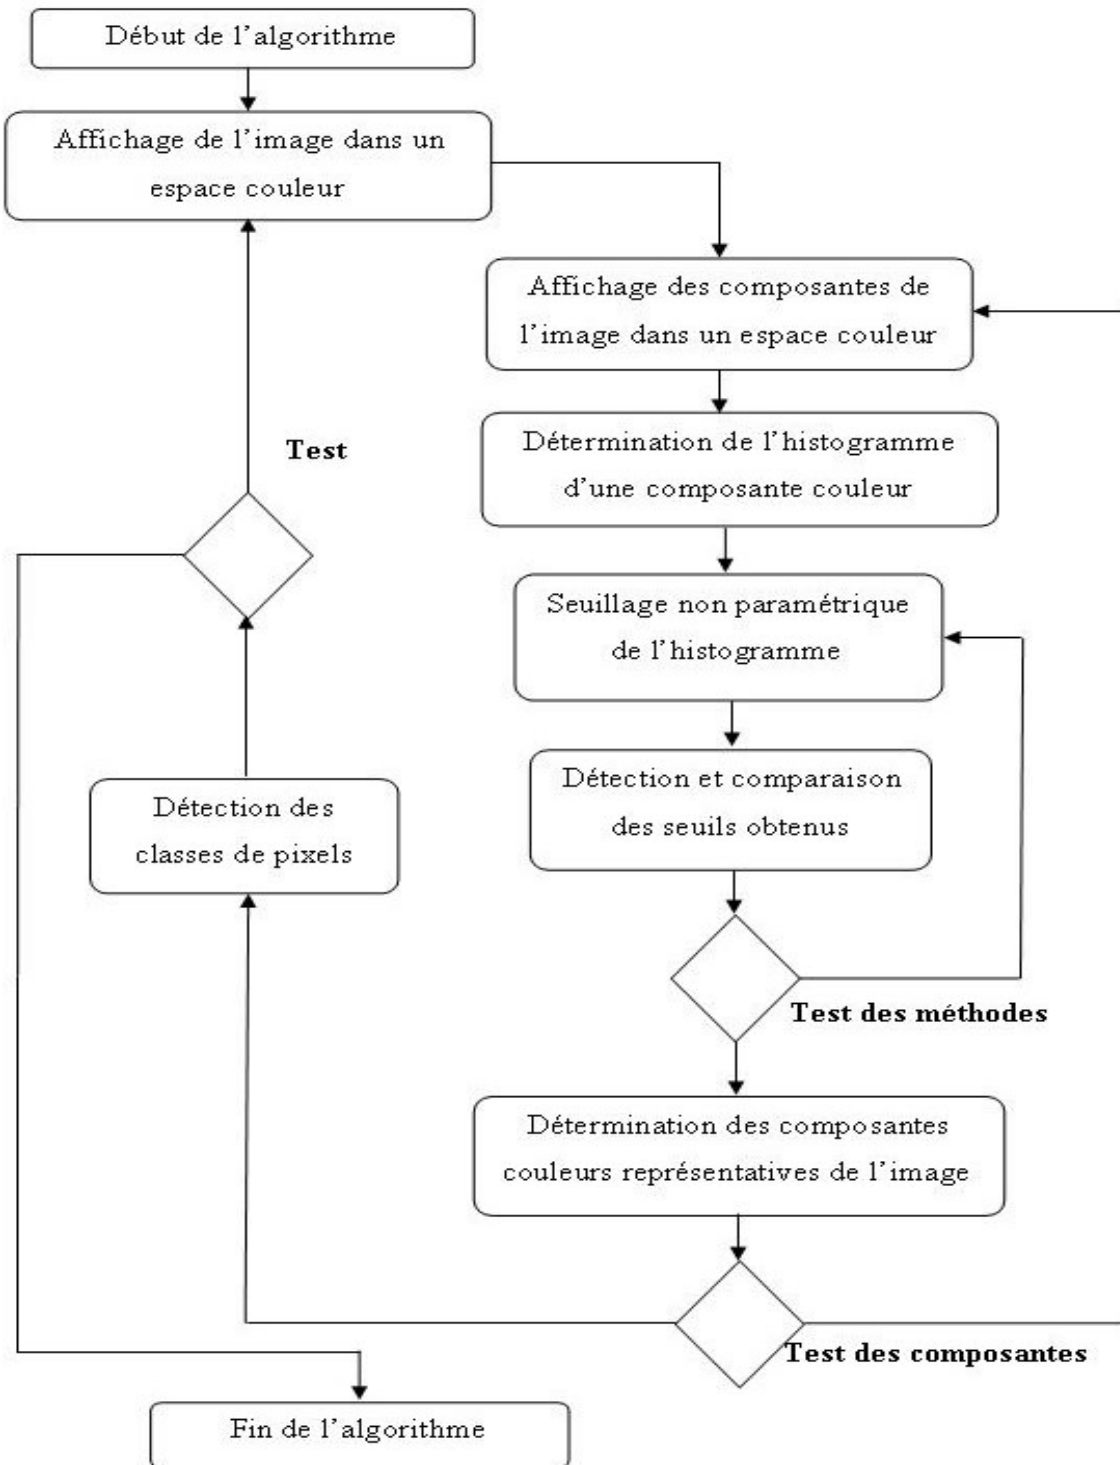 Début de l'algorithme
Affichage de l'image dans un
espace couleur
Affichage des composantes de
l'image dans un espace couleur
Détermination de l'histogramme
d'une composante couleur
Test
Seuillage non paramétrique
de l'histogramme
Détection et comparaison
des seuils obtenus
Détection des
classes de pixels
Test des méthodes
Détermination des composantes
couleurs représentatives de l'image
Test des composantes
Fin de l'algorithme